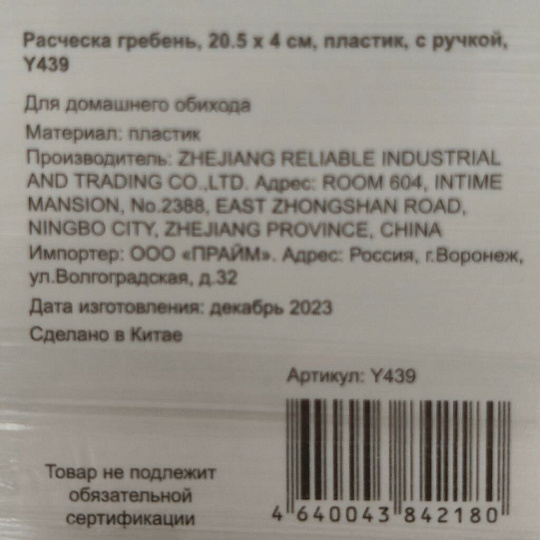 Расческа гребень, 20.5 х 4 см, пластик, с ручкой,
Y439
Для домашнего обихода
Материал: пластик
Производитель: ZHEJIANG RELIABLE INDUSTRIAL
AND TRADING CO.,LTD. Адрес: ROOM 604, INTIME
MANSION, No.2388, EAST ZHONGSHAN ROAD,
NINGBO CITY, ZHEJIANG PROVINCE, CHINA
Импортер: ООО «ПРАЙМ». Адрес: Россия, г.Воронеж,
ул.Волгоградская, д.32
Дата изготовления: декабрь 2023
Сделано в Китае
Артикул: Y439
Товар не подлежит
обязательной
сертификации
4 640043 842180